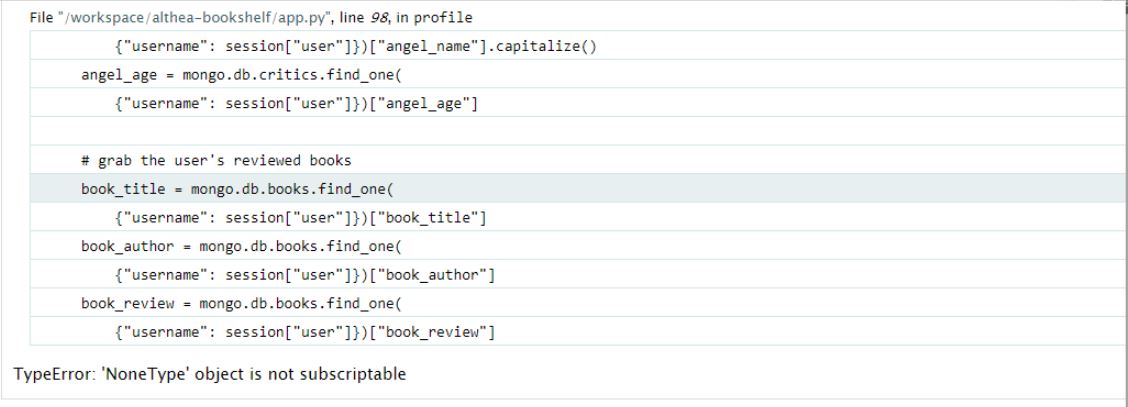 File "/workspace/althea-bookshelf/app.py", line 98, in profile
{"username": session["user"]})["angel_name"].capitalize()
angel_age = mongo.db.critics.find_one(
{"username": session["user"]})["angel_age"]
# grab the user's reviewed books
book_title = mongo.db.books.find_one(
{"username": session["user"]})["book_title"]
book_author = mongo.db.books.find_one(
{"username": session["user"]})["book_author"]
book_review = mongo.db.books.find_one(
{"username": session["user"]})["book_review"]
TypeError: 'NoneType' object is not subscriptable